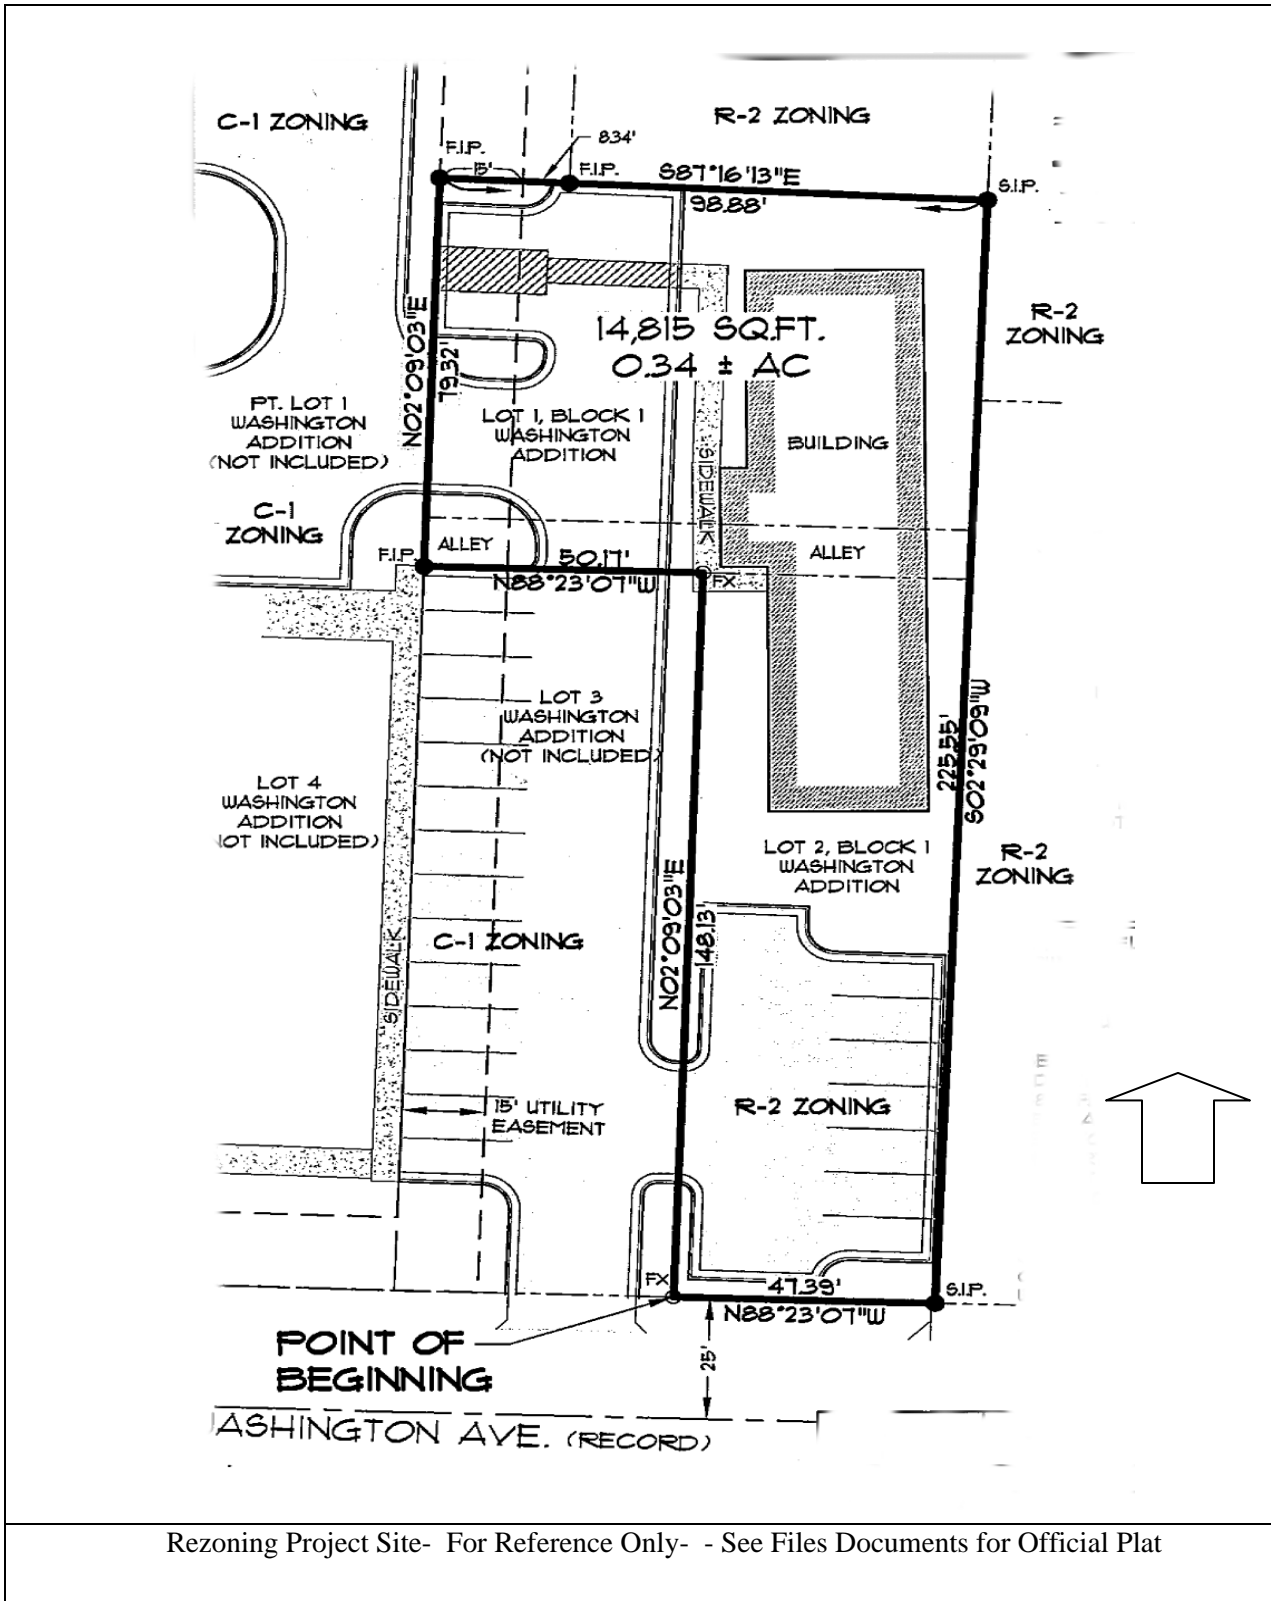 C-1 ZONING
R-2 ZONING
8.34'
F.I.P.
15'
F.I.P.
S87°16'13"E
98.88'
S.I.P.
N02°09'03"E
79.32'
14,815 SQ.FT.
0.34 ± AC
R-2
ZONING
PT. LOT 1
WASHINGTON
ADDITION
(NOT INCLUDED)
LOT 1, BLOCK 1
WASHINGTON
ADDITION
SIDEWALK
BUILDING
C-1
ZONING
F.I.P.
ALLEY
50.17'
N88°23'07"W
FX
ALLEY
LOT 3
WASHINGTON
ADDITION
(NOT INCLUDED)
225.55'
S02°29'09"W
LOT 4
WASHINGTON
ADDITION
NOT INCLUDED)
LOT 2, BLOCK 1
WASHINGTON
ADDITION
R-2
ZONING
SIDEWALK
C-1 ZONING
N02°09'03"E
148.13'
15' UTILITY
EASEMENT
R-2 ZONING
FX
47.39'
N88°23'07"W
S.I.P.
POINT OF
BEGINNING
25'
ASHINGTON AVE. (RECORD)
Rezoning Project Site- For Reference Only- - See Files Documents for Official Plat